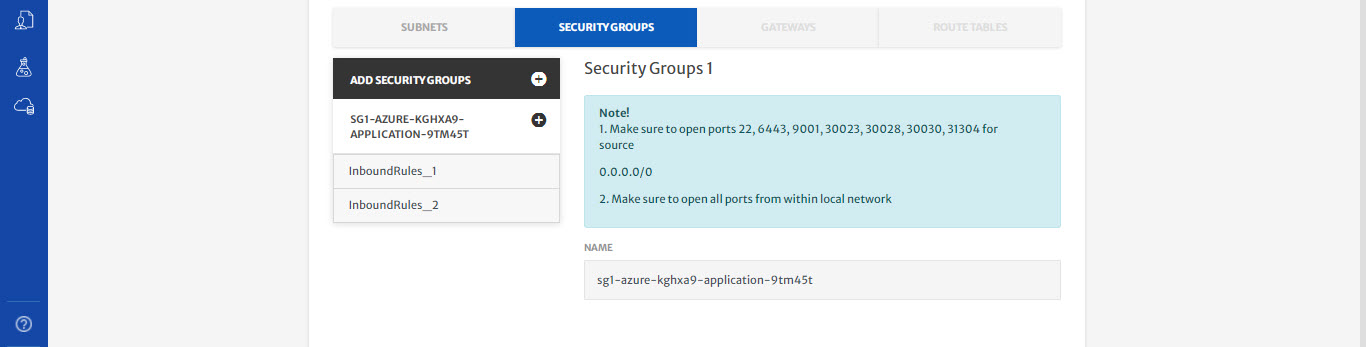 SUBNETS
SECURITY GROUPS
GATEWAYS
ROUTE TABLES
ADD SECURITY GROUPS
SG1-AZURE-KGHXA9-
APPLICATION-9TM45T
InboundRules_1
InboundRules_2
Security Groups 1
Note!
1. Make sure to open ports 22, 6443, 9001, 30023, 30028, 30030, 31304 for
source
0.0.0.0/0
2. Make sure to open all ports from within local network
NAME
sg1-azure-kghxa9-application-9tm45t